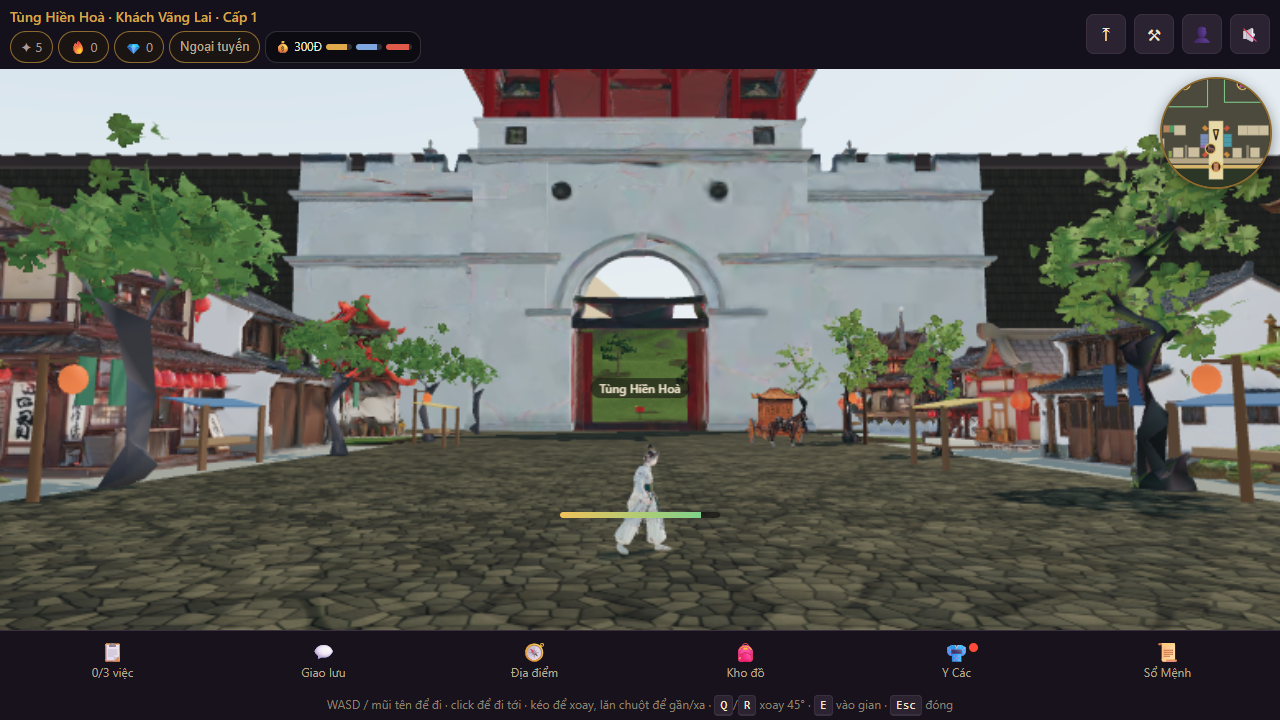 Tùng Hiên Hoà · Khách Vãng Lai · Cấp 1
5
0
0
Ngoại tuyến
300Đ
Tùng Hiên Hoà
0/3 việc
Giao lưu
Địa điểm
Kho đồ
Y Các
Sổ Mệnh
WASD / mũi tên để đi · click để đi tới · kéo để xoay, lăn chuột để gần/xa · Q / R xoay 45° · E vào gian · Esc đóng